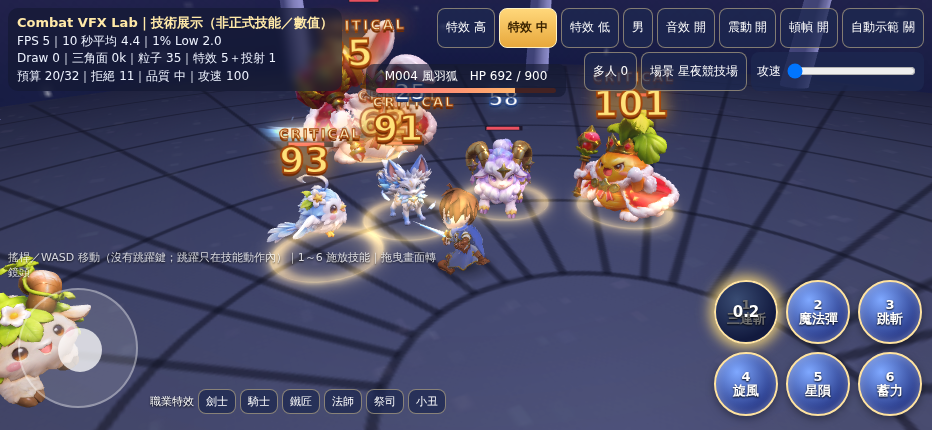 Combat VFX Lab | 技術展示（非正式技能／數值）
FPS 5 | 10 秒平均 4.4 | 1% Low 2.0
Draw 0 | 三角面 0k | 粒子 35 | 特效 5＋投射 1
預算 20/32 | 拒絕 11 | 品質 中 | 攻速 100
特效 高
特效 中
特效 低
男
音效 開
震動 開
頓幀 開
自動示範 關
多人 0
場景 星夜競技場
攻速
M004 風羽狐 HP 692 / 900
CRITICAL
5
CRITICAL
91
58
101
CRITICAL
93
搖桿／WASD 移動（沒有跳躍鍵；跳躍只在技能動作內）｜1～6 施放技能｜拖曳畫面轉
鏡頭
0.2
三連斬
2
魔法彈
3
跳斬
4
旋風
5
星隕
6
蓄力
職業特效
劍士
騎士
鐵匠
法師
祭司
小丑